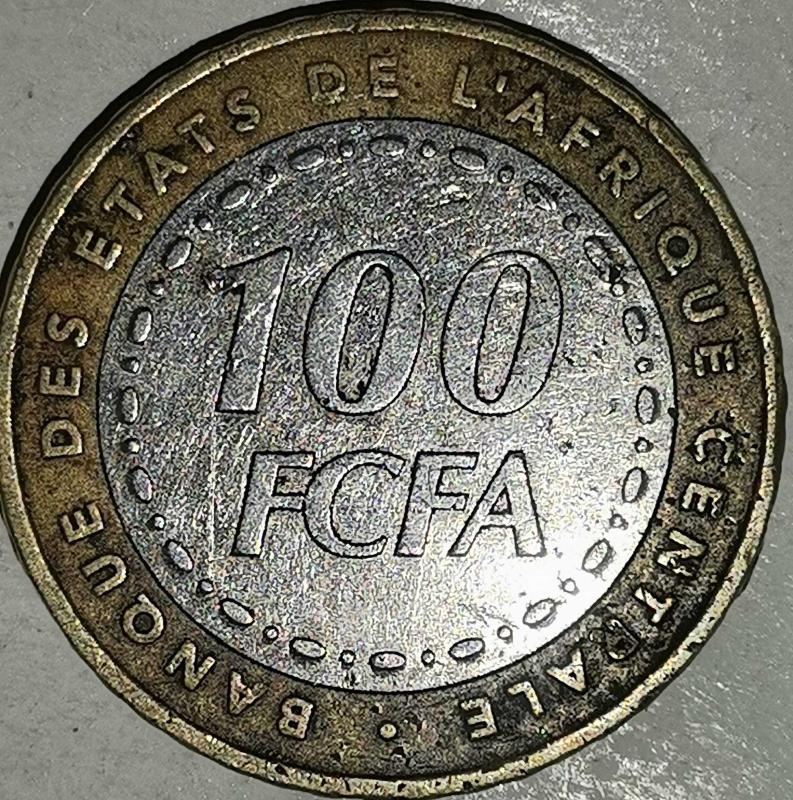 BANQUE DES ÉTATS DE L'AFRIQUE CENTRALE •
100
FCFA